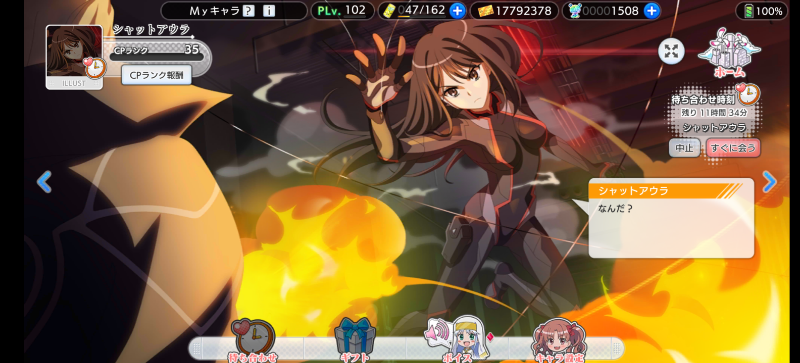 Myキャラ ? i
PLv. 102
47/162
17792378
00001508
100%
シャットアウラ
CPランク 35
ILLUST
CPランク報酬
ホーム
待ち合わせ時刻
残り 11時間 34分
シャットアウラ
中止 すぐに会う
シャットアウラ
なんだ？
待ち合わせ
ギフト
ボイス
キャラ設定